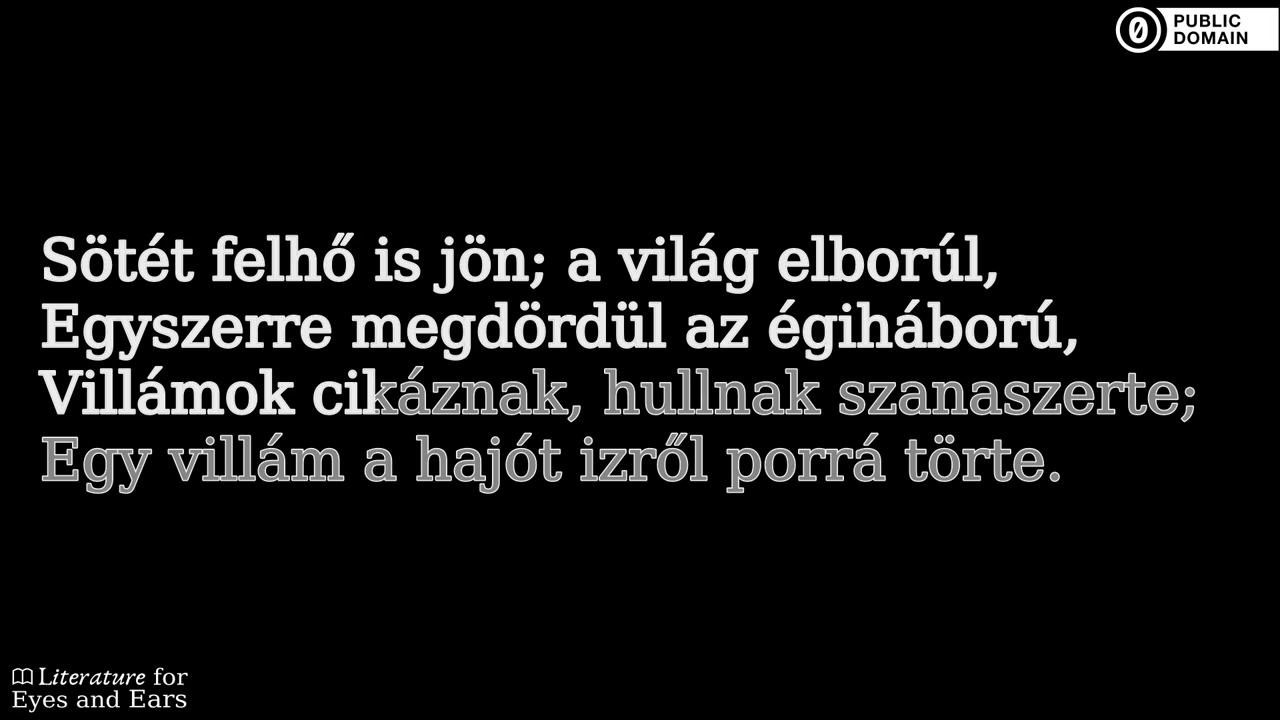 PUBLIC
DOMAIN
Sötét felhő is jön; a világ elborúl,
Egyszerre megdördül az égiháború,
Villámok cikáznak, hullnak szanaszerte;
Egy villám a hajót izről porrá törte.
Literature for
Eyes and Ears